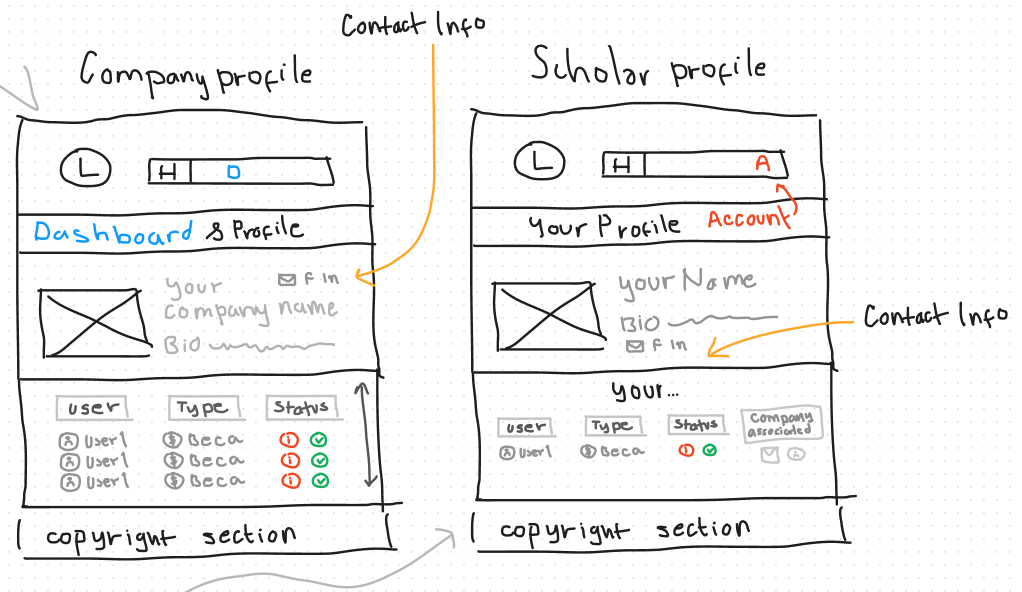 Contact Info
Company profile
L
H D
Dashboard & Profile
your
company name
F In
Bio
user Type Status
User1 $ Beca i
User1 $ Beca i
User1 $ Beca i
copyright section
Scholar profile
L
H A
Your Profile Account
your Name
Bio
F In
Contact Info
your...
user Type Status Company associated
User1 $ Beca i
copyright section